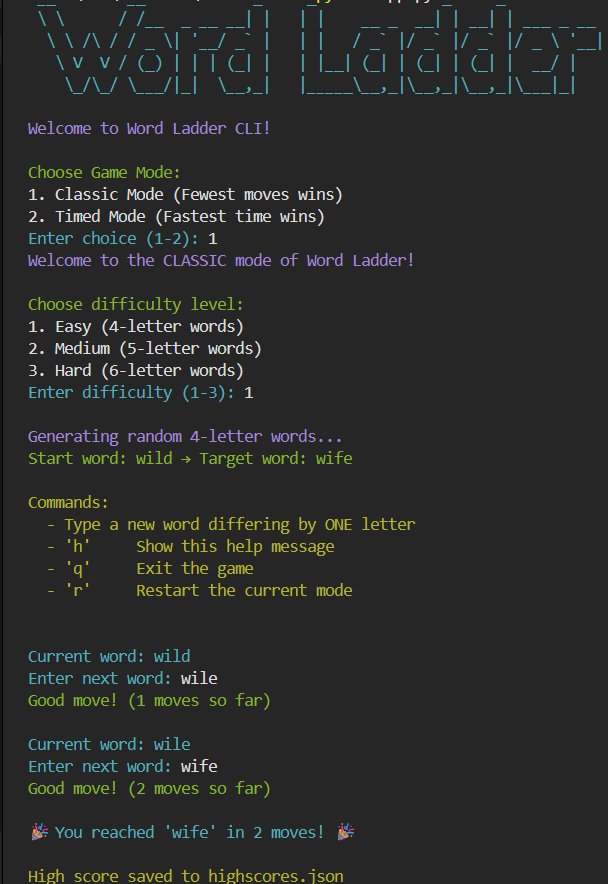 Word Ladder
Welcome to Word Ladder CLI!
Choose Game Mode:
1. Classic Mode (Fewest moves wins)
2. Timed Mode (Fastest time wins)
Enter choice (1-2): 1
Welcome to the CLASSIC mode of Word Ladder!
Choose difficulty level:
1. Easy (4-letter words)
2. Medium (5-letter words)
3. Hard (6-letter words)
Enter difficulty (1-3): 1
Generating random 4-letter words...
Start word: wild → Target word: wife
Commands:
- Type a new word differing by ONE letter
- 'h' Show this help message
- 'q' Exit the game
- 'r' Restart the current mode
Current word: wild
Enter next word: wile
Good move! (1 moves so far)
Current word: wile
Enter next word: wife
Good move! (2 moves so far)
🎉 You reached 'wife' in 2 moves! 🎉
High score saved to highscores.json